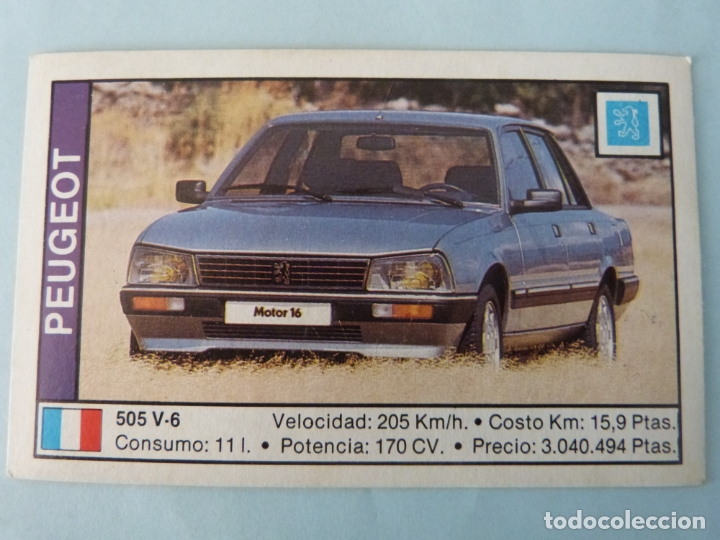 PEUGEOT
Motor 16
505 V-6
Velocidad: 205 Km/h. • Costo Km: 15,9 Ptas.
Consumo: 11 l. • Potencia: 170 CV. • Precio: 3.040.494 Ptas.
todocoleccion.net